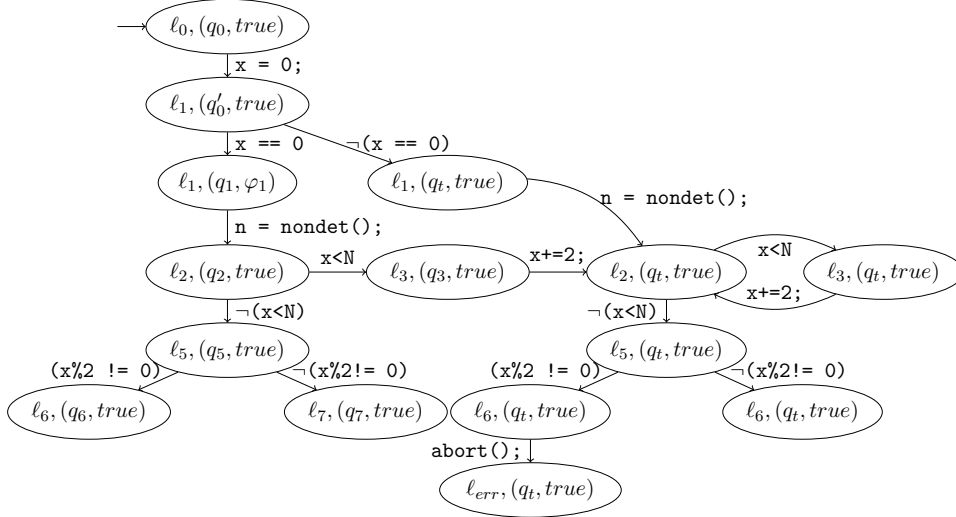 ℓ₀, (q₀, true)
x = 0;
ℓ₁, (q₀′, true)
x == 0
¬(x == 0)
ℓ₁, (q₁, φ₁)
ℓ₁, (qₜ, true)
n = nondet();
n = nondet();
ℓ₂, (q₂, true)
x<N
ℓ₃, (q₃, true)
x+=2;
ℓ₂, (qₜ, true)
x<N
x+=2;
ℓ₃, (qₜ, true)
¬(x<N)
¬(x<N)
ℓ₅, (q₅, true)
ℓ₅, (qₜ, true)
(x%2 != 0)
¬(x%2!= 0)
(x%2 != 0)
¬(x%2!= 0)
ℓ₆, (q₆, true)
ℓ₇, (q₇, true)
ℓ₆, (qₜ, true)
ℓ₆, (qₜ, true)
abort();
ℓₑᵣᵣ, (qₜ, true)